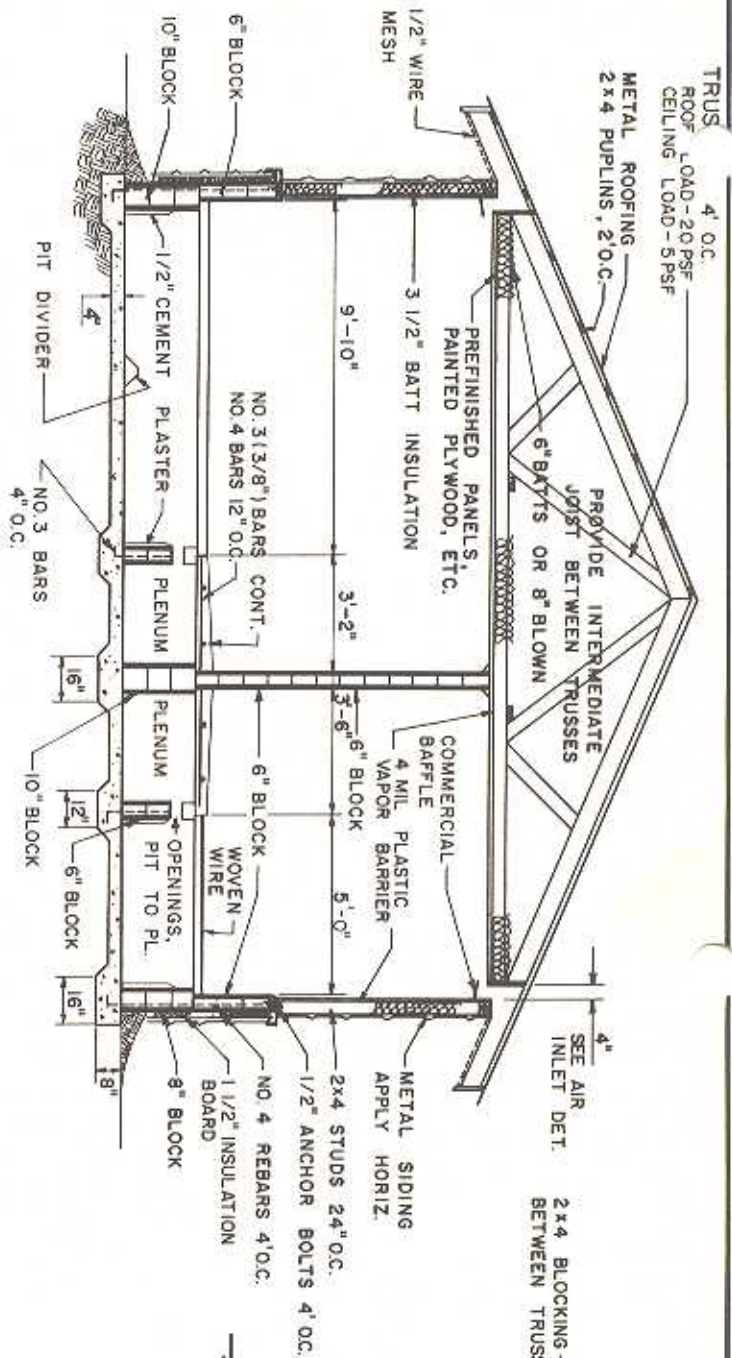 TRUS 4' O.C.
ROOF LOAD-20 PSF
CEILING LOAD-5 PSF
METAL ROOFING
2x4 PUPLINS, 2' O.C.
1/2" WIRE
MESH
6" BLOCK
10" BLOCK
PROVIDE INTERMEDIATE
JOIST BETWEEN TRUSSES
6" BATTS OR 8" BLOWN
PREFINISHED PANELS,
PAINTED PLYWOOD, ETC.
3 1/2" BATT INSULATION
9'-10"
3'-2"
3'-6"
5'-0"
NO. 3 (3/8") BARS CONT.
NO. 4 BARS 12" O.C.
1/2" CEMENT PLASTER
4"
PIT DIVIDER
NO. 3 BARS
4" O.C.
PLENUM
PLENUM
16"
10" BLOCK
12"
6" BLOCK
OPENINGS,
PIT TO PL.
16"
8"
COMMERCIAL
BAFFLE
4 MIL PLASTIC
VAPOR BARRIER
6" BLOCK
6" BLOCK
WOVEN
WIRE
4"
SEE AIR
INLET DET.
2x4 BLOCKING
BETWEEN TRUSS
METAL SIDING
APPLY HORIZ.
2x4 STUDS 24" O.C.
1/2" ANCHOR BOLTS 4' O.C.
NO. 4 REBARS 4' O.C.
1 1/2" INSULATION
BOARD
8" BLOCK